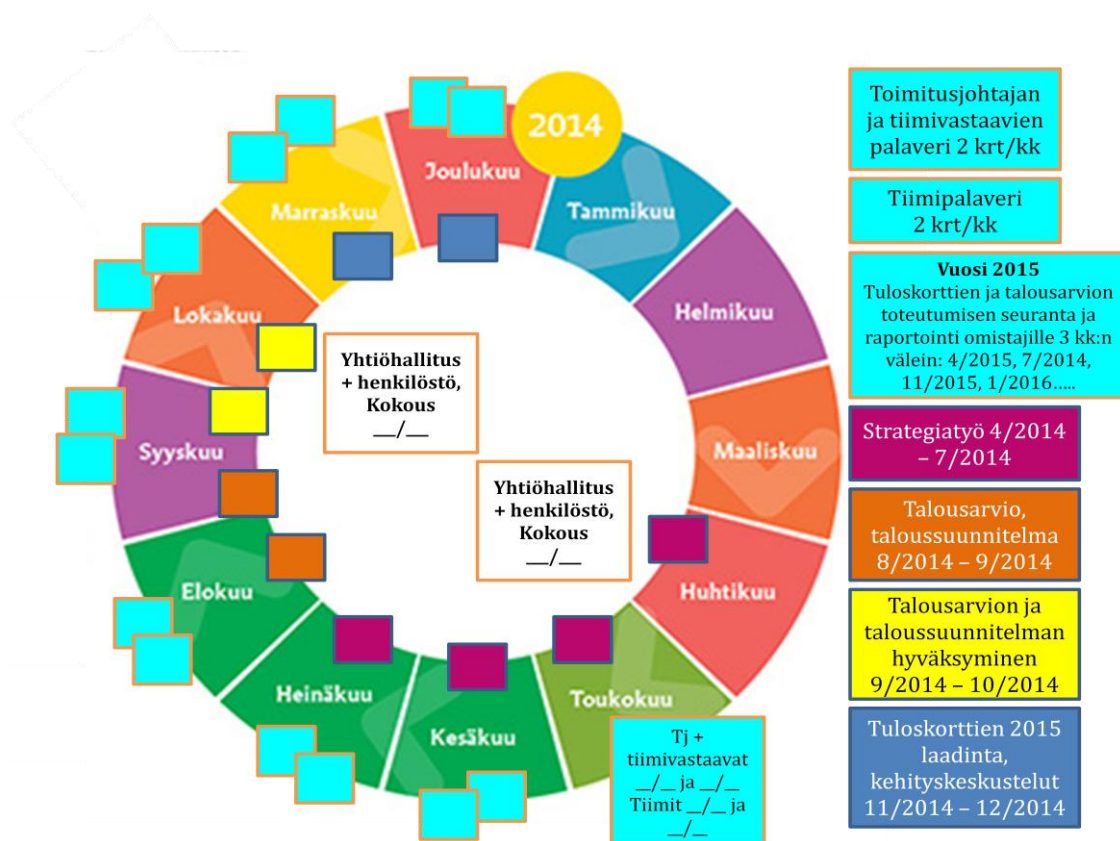 2014
Tammikuu
Helmikuu
Maaliskuu
Huhtikuu
Toukokuu
Kesäkuu
Heinäkuu
Elokuu
Syyskuu
Lokakuu
Marraskuu
Joulukuu
Yhtiöhallitus
+ henkilöstö,
Kokous
__/__
Yhtiöhallitus
+ henkilöstö,
Kokous
__/__
Tj +
tiimivastaavat
__/__ ja __/__
Tiimit __/__ ja
__/__
Toimitusjohtajan
ja tiimivastaavien
palaveri 2 krt/kk
Tiimipalaveri
2 krt/kk
Vuosi 2015
Tuloskorttien ja talousarvion
toteutumisen seuranta ja
raportointi omistajille 3 kk:n
välein: 4/2015, 7/2014,
11/2015, 1/2016…..
Strategiatyö 4/2014
– 7/2014
Talousarvio,
taloussuunnitelma
8/2014 – 9/2014
Talousarvion ja
taloussuunnitelman
hyväksyminen
9/2014 – 10/2014
Tuloskorttien 2015
laadinta,
kehityskeskustelut
11/2014 – 12/2014